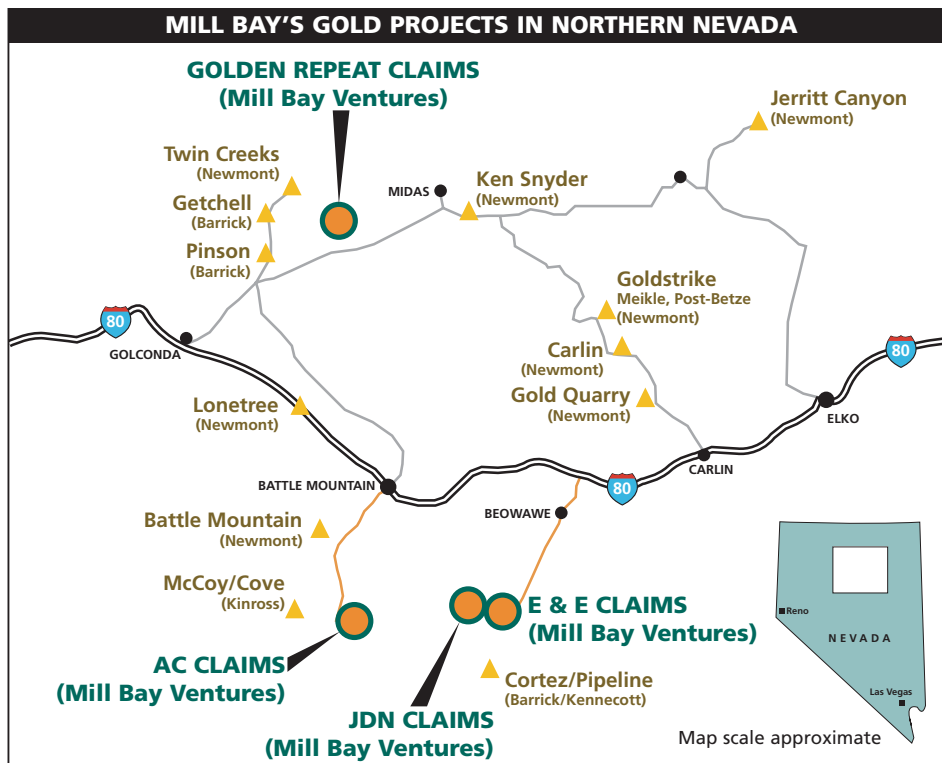 MILL BAY'S GOLD PROJECTS IN NORTHERN NEVADA
GOLDEN REPEAT CLAIMS
(Mill Bay Ventures)
Jerritt Canyon
(Newmont)
Twin Creeks
(Newmont)
Getchell
(Barrick)
Pinson
(Barrick)
MIDAS
Ken Snyder
(Newmont)
Goldstrike
Meikle, Post-Betze
(Newmont)
80
GOLCONDA
Carlin
(Newmont)
80
Gold Quarry
(Newmont)
Lonetree
(Newmont)
ELKO
CARLIN
BATTLE MOUNTAIN
80
BEOWAWE
Battle Mountain
(Newmont)
McCoy/Cove
(Kinross)
E & E CLAIMS
(Mill Bay Ventures)
AC CLAIMS
(Mill Bay Ventures)
Cortez/Pipeline
(Barrick/Kennecott)
JDN CLAIMS
(Mill Bay Ventures)
Reno
NEVADA
Las Vegas
Map scale approximate